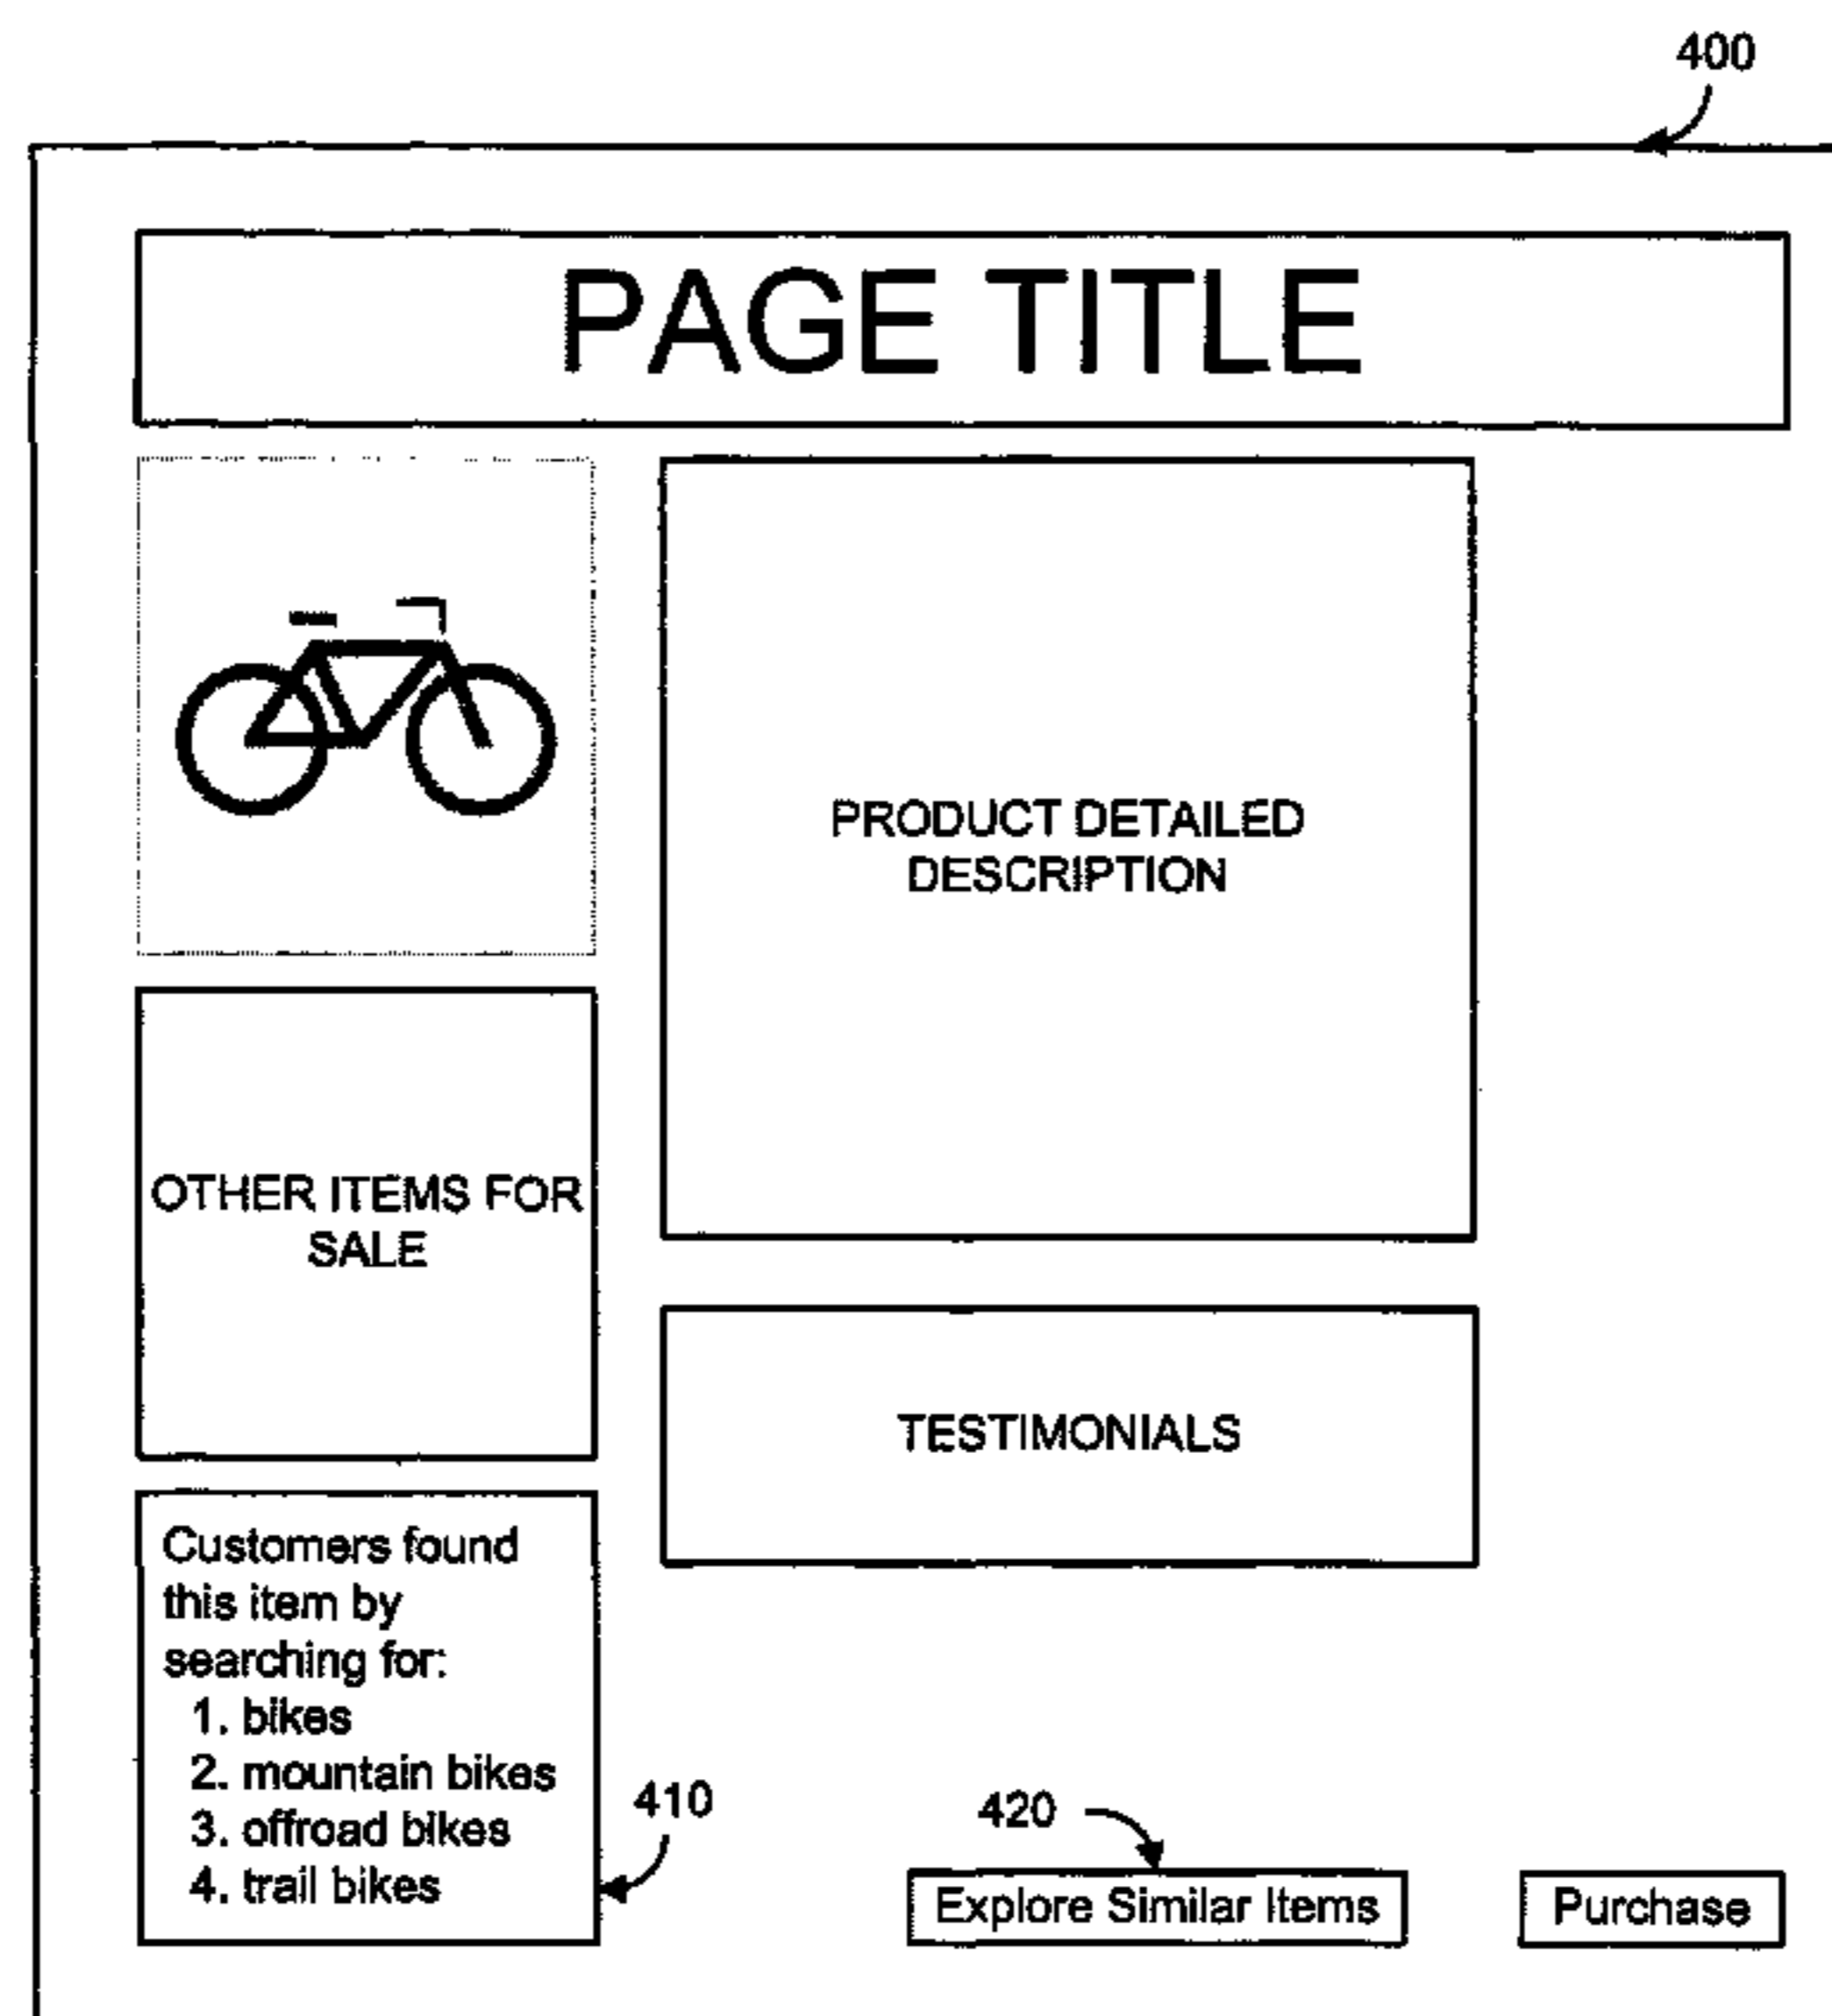 400
PAGE TITLE
PRODUCT DETAILED
DESCRIPTION
OTHER ITEMS FOR
SALE
TESTIMONIALS
Customers found
this item by
searching for:
1. bikes
2. mountain bikes
3. offroad bikes
4. trail bikes
410
420
Explore Similar Items
Purchase